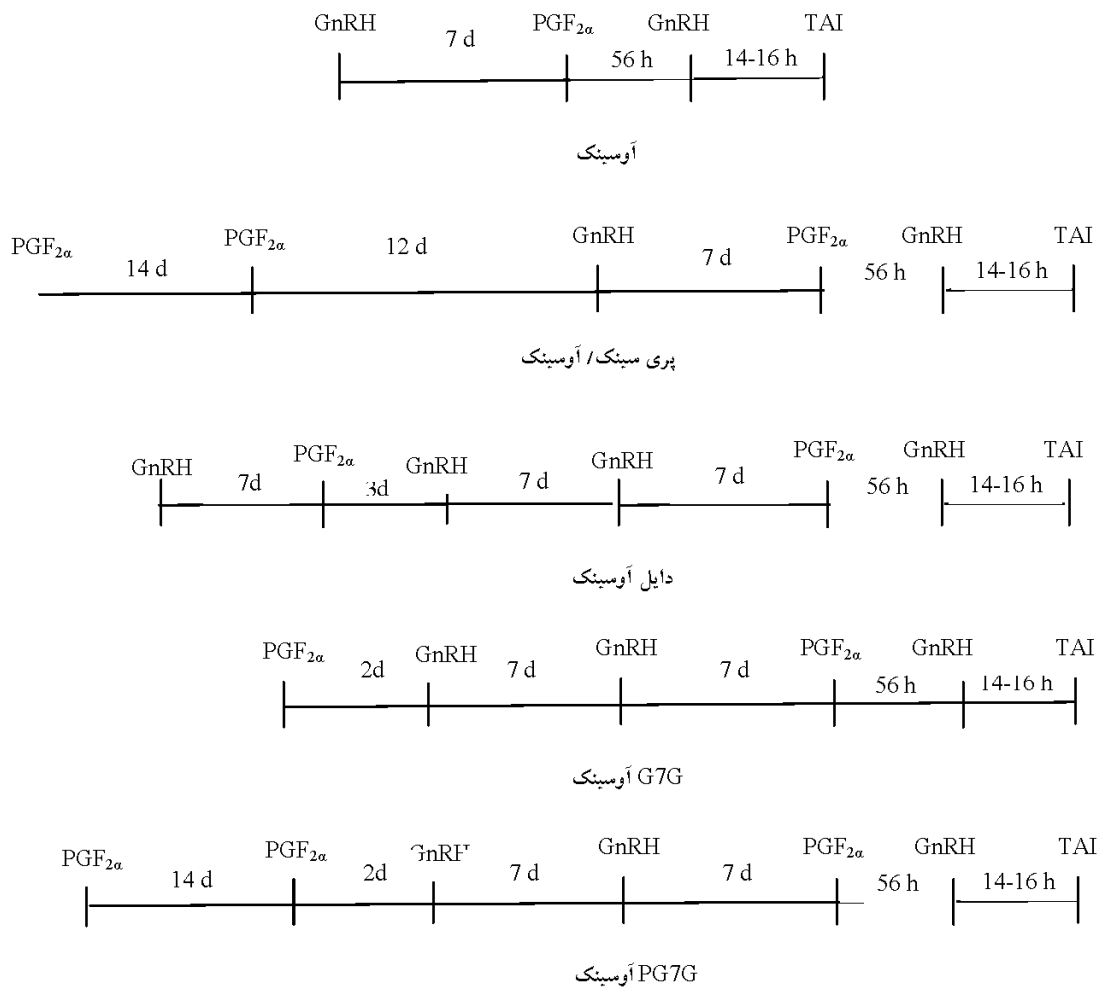 GnRH 7 d PGF2α 56 h GnRH 14-16 h TAI
آوسینک
PGF2α 14 d PGF2α 12 d GnRH 7 d PGF2α 56 h GnRH 14-16 h TAI
پری سینک/ آوسینک
GnRH 7d PGF2α 3d GnRH 7 d GnRH 7 d PGF2α 56 h GnRH 14-16 h TAI
دابل آوسینک
PGF2α 2d GnRH 7 d GnRH 7 d PGF2α 56 h GnRH 14-16 h TAI
G7G آوسینک
PGF2α 14 d PGF2α 2d GnRH 7 d GnRH 7 d PGF2α 56 h GnRH 14-16 h TAI
PG7G آوسینک